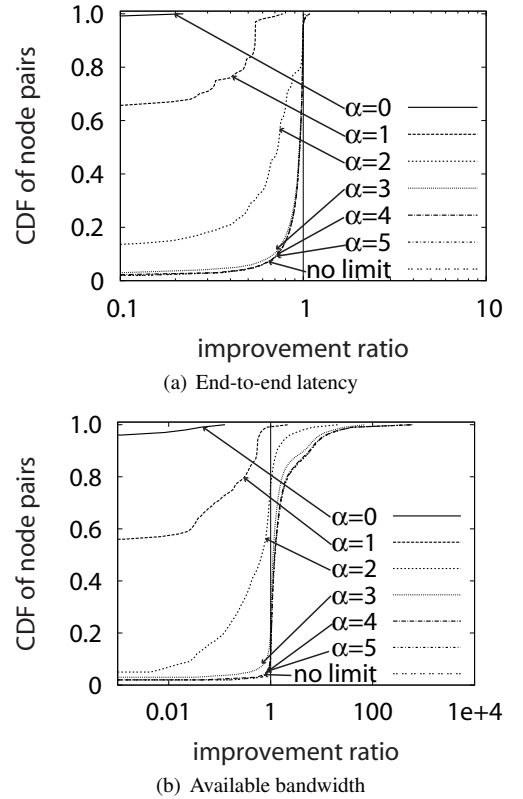 1.0
0.8
0.6
0.4
0.2
0
CDF of node pairs
α=0
α=1
α=2
α=3
α=4
α=5
no limit
0.1
1
10
improvement ratio
(a) End-to-end latency
1.0
0.8
0.6
0.4
0.2
0
CDF of node pairs
α=0
α=1
α=2
α=3
α=4
α=5
no limit
0.01
1
100
1e+4
improvement ratio
(b) Available bandwidth